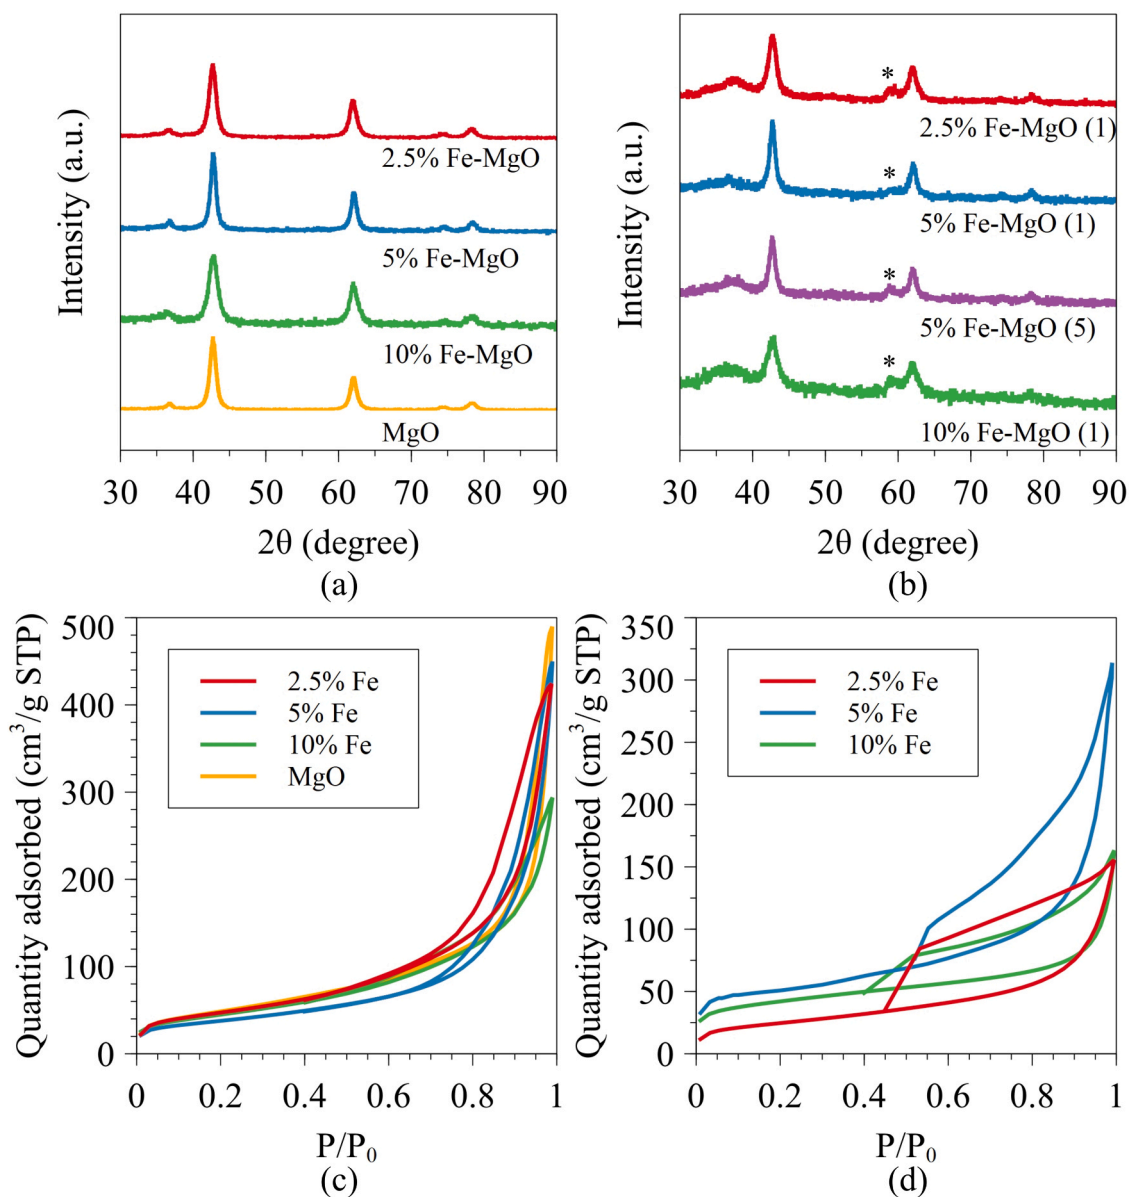 Intensity (a.u.)
2.5% Fe-MgO
5% Fe-MgO
10% Fe-MgO
MgO
30 40 50 60 70 80 90
2θ (degree)
(a)
Intensity (a.u.)
*
2.5% Fe-MgO (1)
*
5% Fe-MgO (1)
*
5% Fe-MgO (5)
*
10% Fe-MgO (1)
30 40 50 60 70 80 90
2θ (degree)
(b)
Quantity adsorbed (cm³/g STP)
500
400
300
200
100
0
2.5% Fe
5% Fe
10% Fe
MgO
0 0.2 0.4 0.6 0.8 1
P/P₀
(c)
Quantity adsorbed (cm³/g STP)
350
300
250
200
150
100
50
0
2.5% Fe
5% Fe
10% Fe
0 0.2 0.4 0.6 0.8 1
P/P₀
(d)